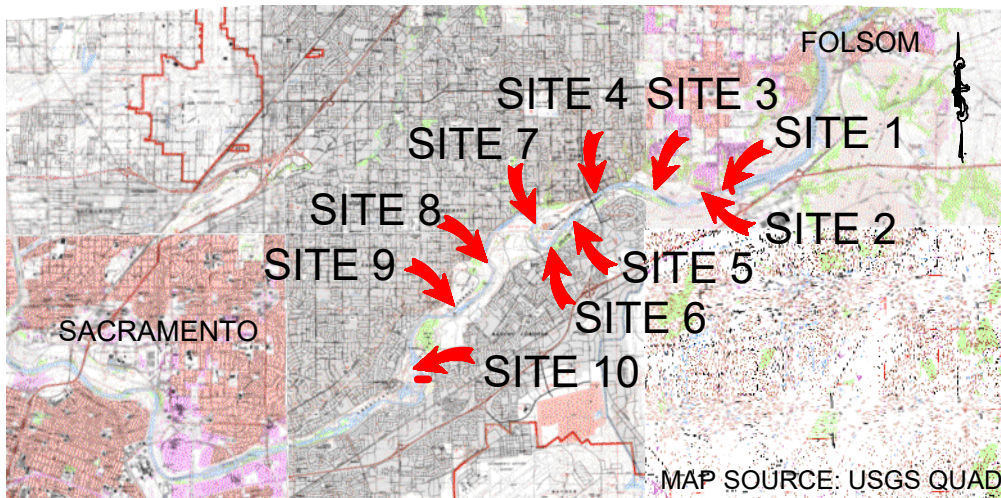 FOLSOM
SITE 4 SITE 3
SITE 7
SITE 1
SITE 8
SITE 2
SITE 9
SITE 5
SITE 6
SACRAMENTO
SITE 10
MAP SOURCE: USGS QUAD